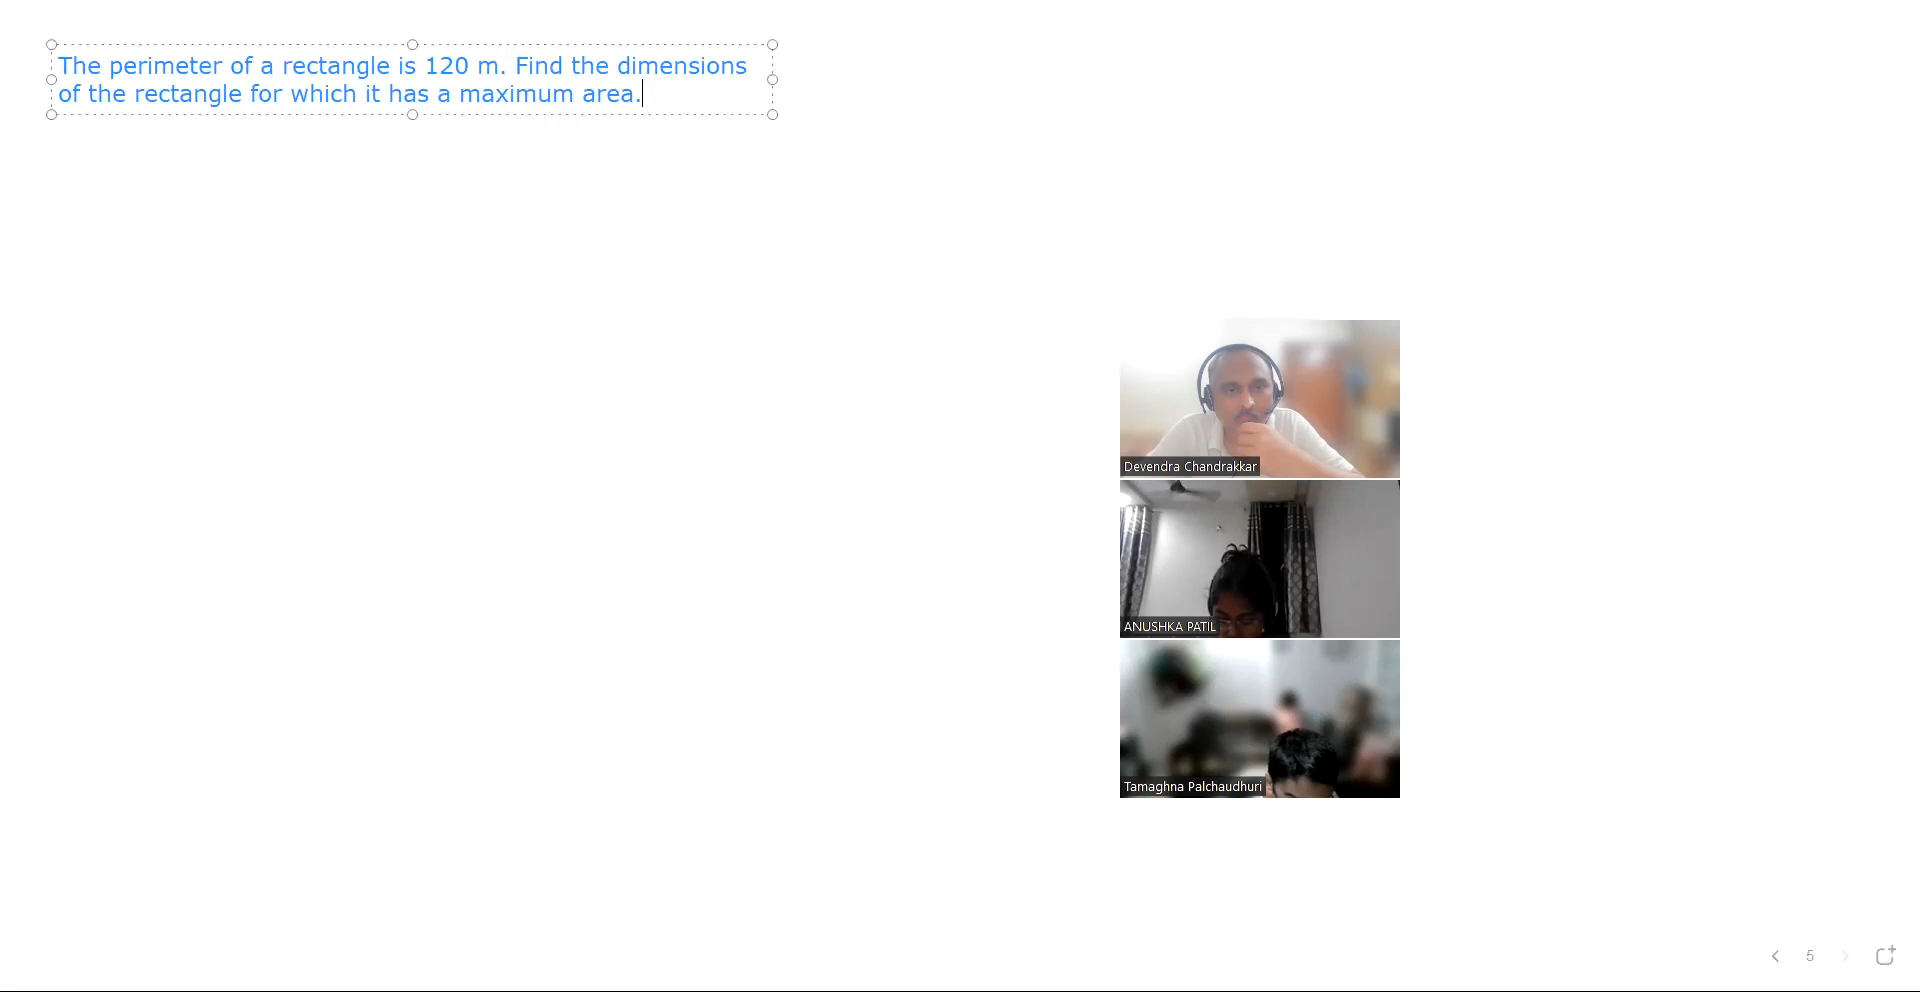 The perimeter of a rectangle is 120 m. Find the dimensions
of the rectangle for which it has a maximum area.
Devendra Chandrakkar
ANUSHKA PATIL
Tamaghna Palchaudhuri
5